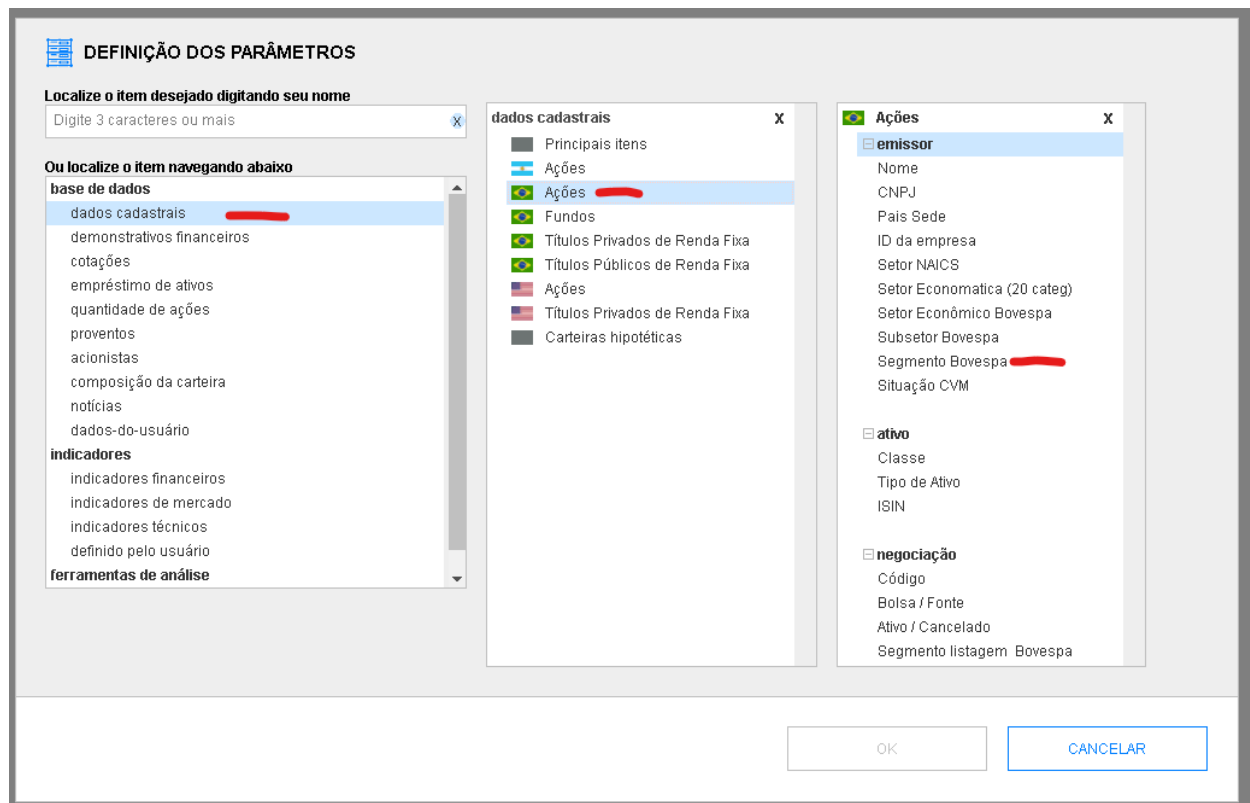 DEFINIÇÃO DOS PARÂMETROS
Localize o item desejado digitando seu nome
Digite 3 caracteres ou mais
X
Ou localize o item navegando abaixo
base de dados
dados cadastrais
demonstrativos financeiros
cotações
empréstimo de ativos
quantidade de ações
proventos
acionistas
composição da carteira
notícias
dados-do-usuário
indicadores
indicadores financeiros
indicadores de mercado
indicadores técnicos
definido pelo usuário
ferramentas de análise
dados cadastrais X
Principais itens
Ações
Ações
Fundos
Títulos Privados de Renda Fixa
Títulos Públicos de Renda Fixa
Ações
Títulos Privados de Renda Fixa
Carteiras hipotéticas
Ações X
emissor
Nome
CNPJ
Pais Sede
ID da empresa
Setor NAICS
Setor Economatica (20 categ)
Setor Econômico Bovespa
Subsetor Bovespa
Segmento Bovespa
Situação CVM
ativo
Classe
Tipo de Ativo
ISIN
negociação
Código
Bolsa / Fonte
Ativo / Cancelado
Segmento listagem Bovespa
OK
CANCELAR